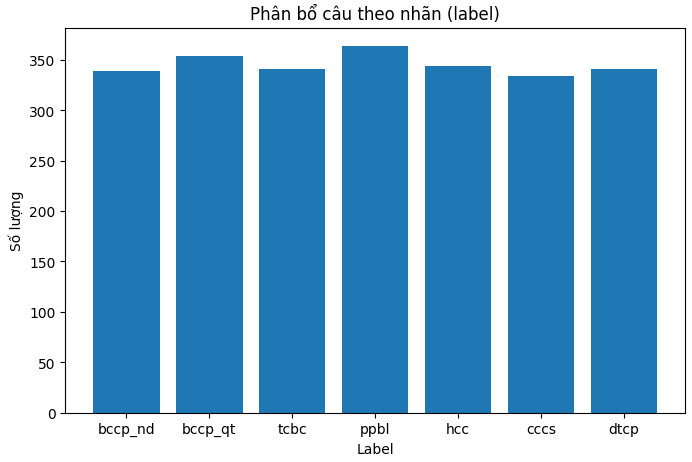 Phân bổ câu theo nhãn (label)
Số lượng
350
300
250
200
150
100
50
0
bccp_nd bccp_qt tcbc ppbl hcc cccs dtcp
Label